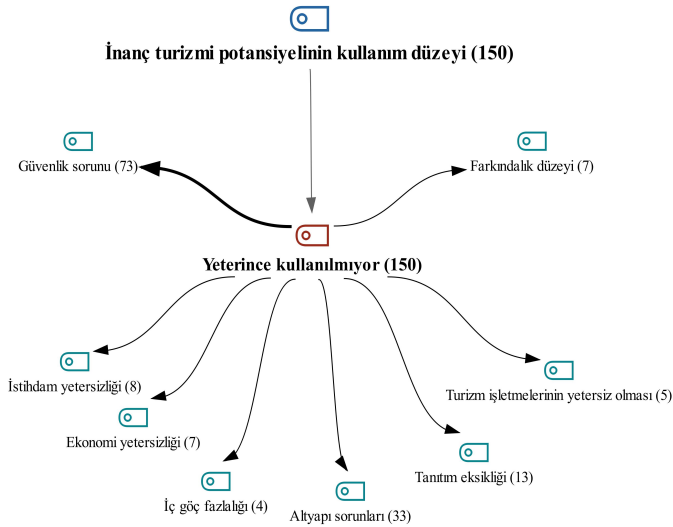 İnanç turizmi potansiyelinin kullanım düzeyi (150)
Güvenlik sorunu (73)
Farkındalık düzeyi (7)
Yeterince kullanılmıyor (150)
İstihdam yetersizliği (8)
Turizm işletmelerinin yetersiz olması (5)
Ekonomi yetersizliği (7)
Tanıtım eksikliği (13)
İç göç fazlalığı (4)
Altyapı sorunları (33)